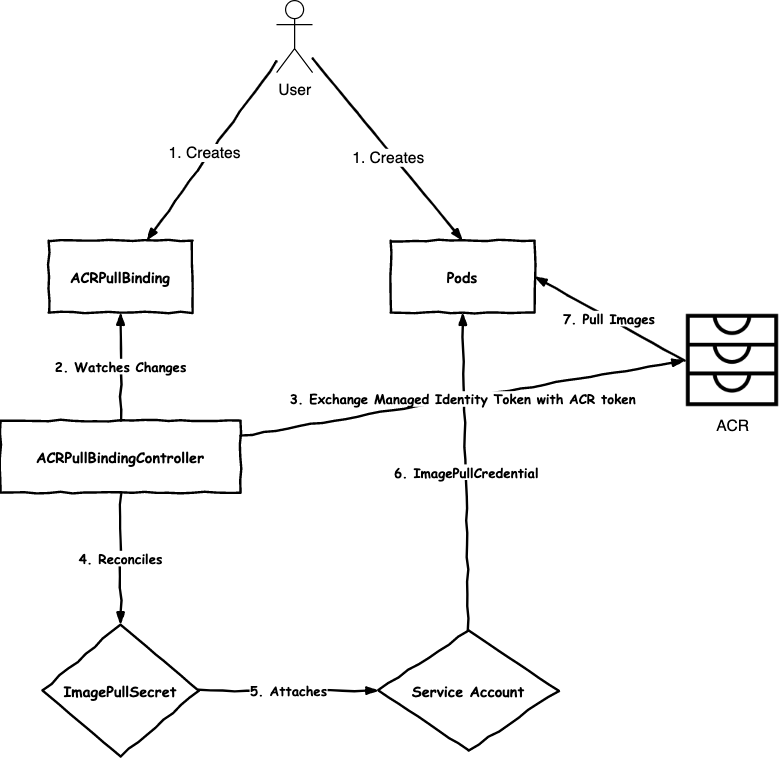 User
1. Creates
1. Creates
ACRPullBinding
Pods
7. Pull Images
2. Watches Changes
3. Exchange Managed Identity Token with ACR token
ACR
ACRPullBindingController
6. ImagePullCredential
4. Reconciles
ImagePullSecret
5. Attaches
Service Account